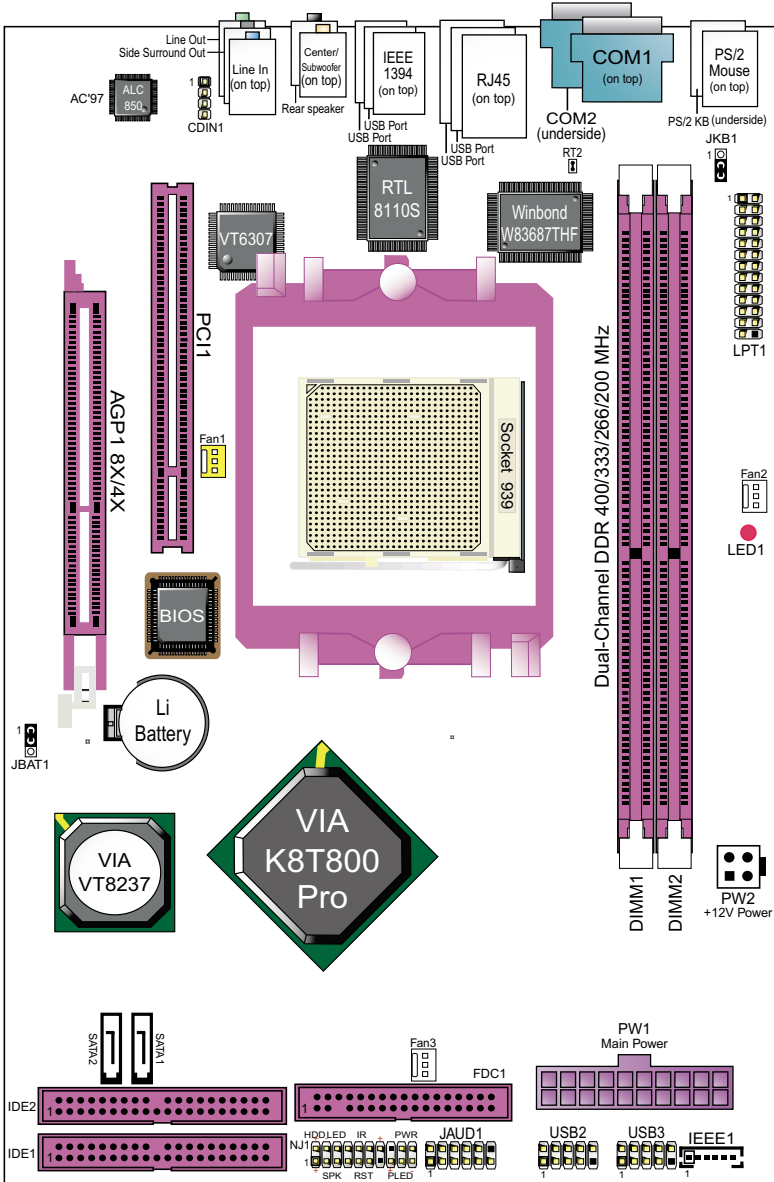 Line Out
Side Surround Out
Line In
(on top)
Center/
Subwoofer
(on top)
Rear speaker
IEEE
1394
(on top)
USB Port
USB Port
RJ45
(on top)
USB Port
USB Port
COM1
(on top)
COM2
(underside)
PS/2
Mouse
(on top)
PS/2 KB (underside)
AC'97
ALC
850
1
CDIN1
RT2
JKB1
1
RTL
8110S
Winbond
W83687THF
VT6307
1
LPT1
PCI1
AGP1 8X/4X
Fan1
Socket 939
Dual-Channel DDR 400/333/266/200 MHz
Fan2
LED1
BIOS
Li
Battery
1
JBAT1
VIA
VT8237
VIA
K8T800
Pro
DIMM1
DIMM2
PW2
+12V Power
SATA2
SATA1
Fan3
FDC1
PW1
Main Power
IDE2
1
1
IDE1
1
NJ1
HDD LED
IR
PWR
+
+
1
+
+
SPK
RST
PLED
JAUD1
1
USB2
1
USB3
1
IEEE1
1